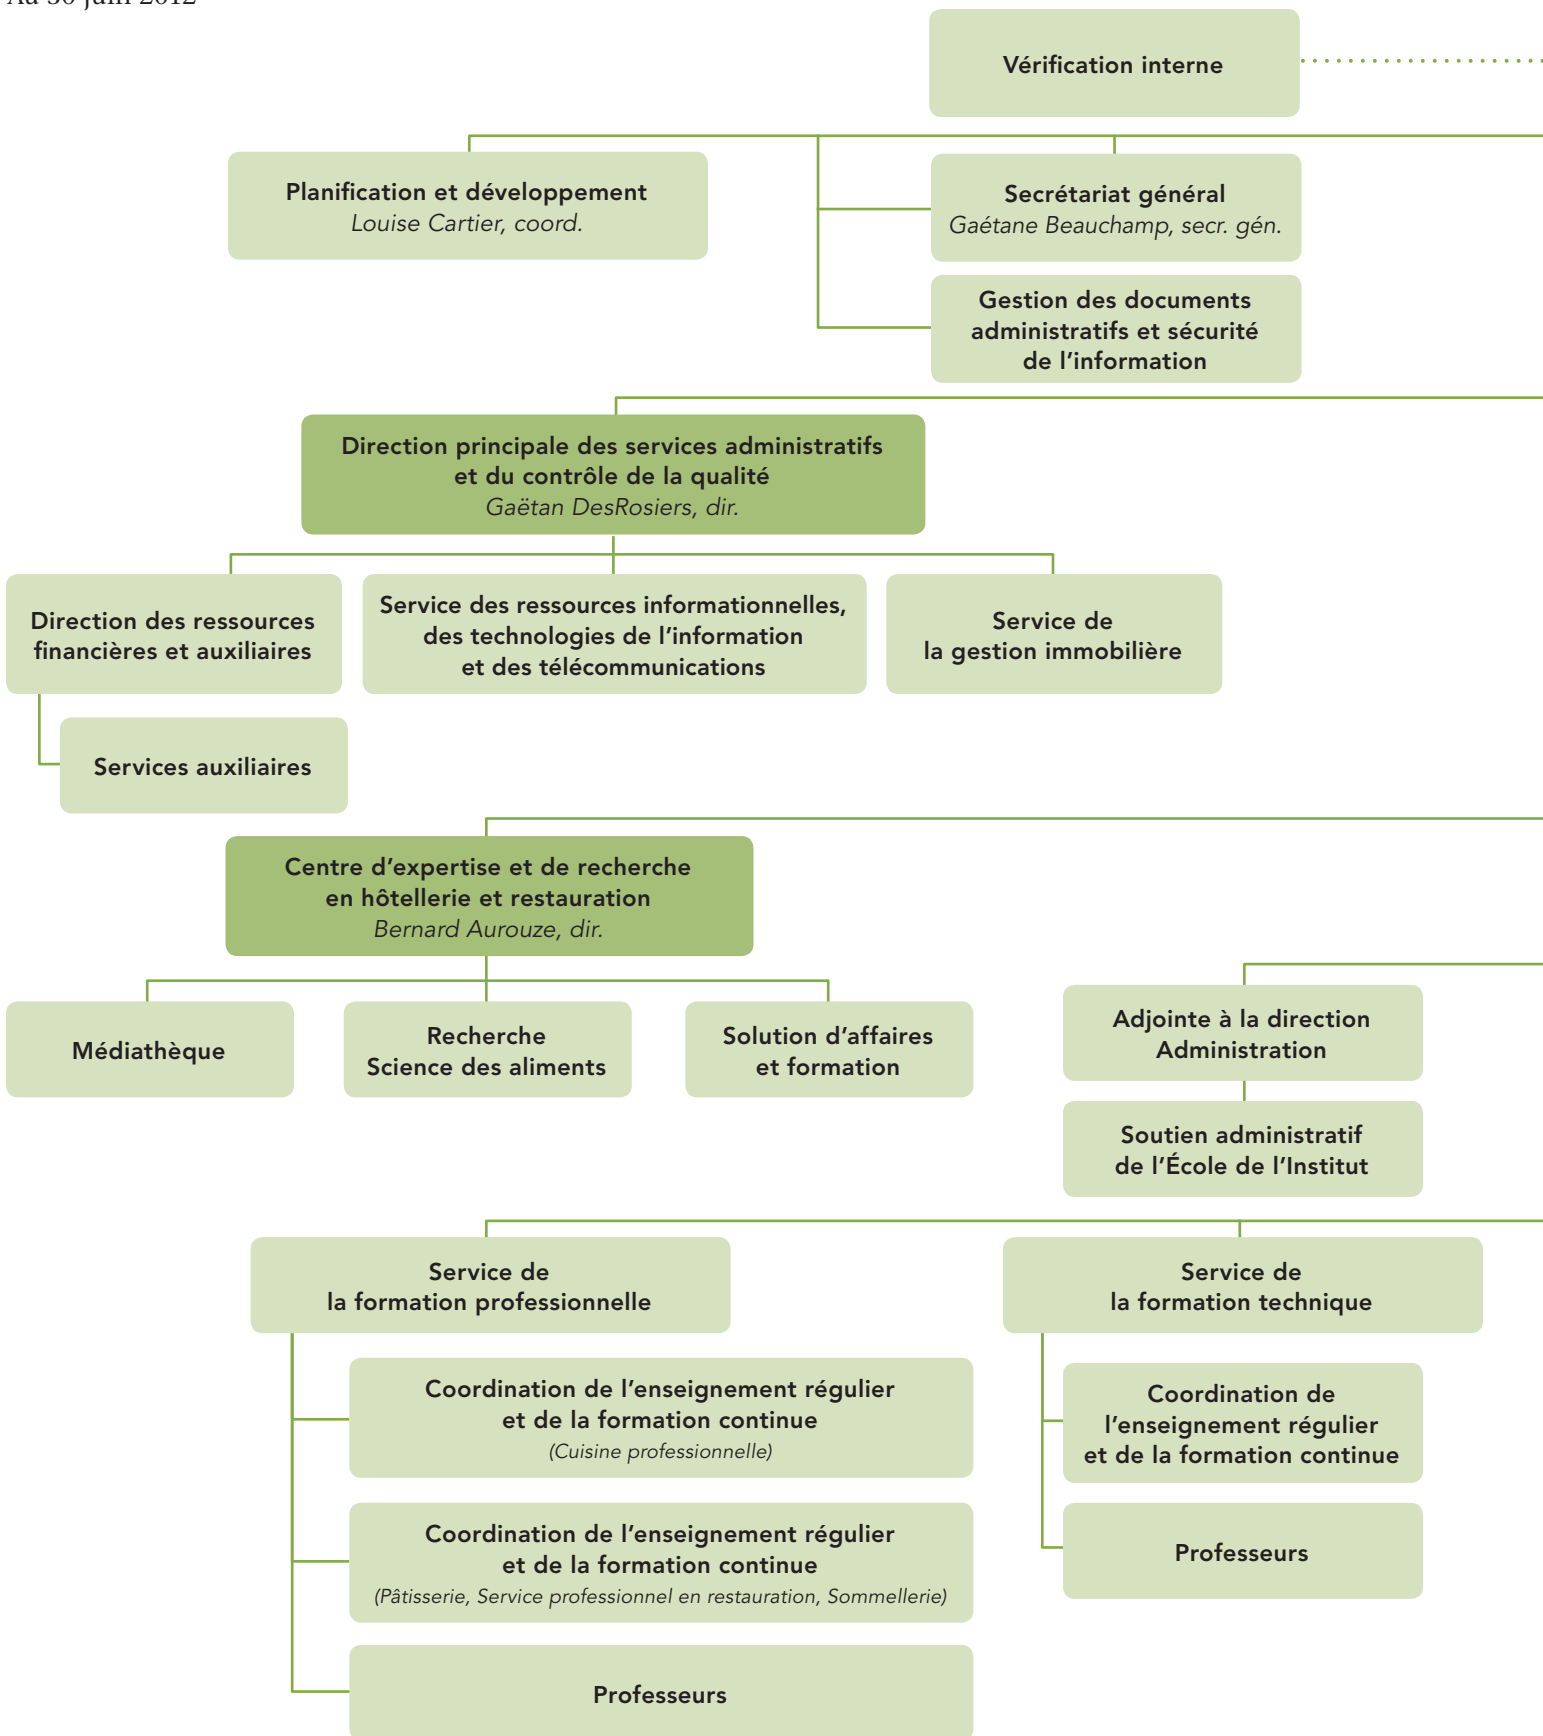 Au 30 juin 2012
Vérification interne
Planification et développement
Louise Cartier, coord.
Secrétariat général
Gaétane Beauchamp, secr. gén.
Gestion des documents
administratifs et sécurité
de l'information
Direction principale des services administratifs
et du contrôle de la qualité
Gaëtan DesRosiers, dir.
Direction des ressources
financières et auxiliaires
Service des ressources informationnelles,
des technologies de l'information
et des télécommunications
Service de
la gestion immobilière
Services auxiliaires
Centre d'expertise et de recherche
en hôtellerie et restauration
Bernard Aurouze, dir.
Médiathèque
Recherche
Science des aliments
Solution d'affaires
et formation
Adjointe à la direction
Administration
Soutien administratif
de l'École de l'Institut
Service de
la formation professionnelle
Service de
la formation technique
Coordination de l'enseignement régulier
et de la formation continue
(Cuisine professionnelle)
Coordination de l'enseignement régulier
et de la formation continue
(Pâtisserie, Service professionnel en restauration, Sommellerie)
Professeurs
Coordination de
l'enseignement régulier
et de la formation continue
Professeurs